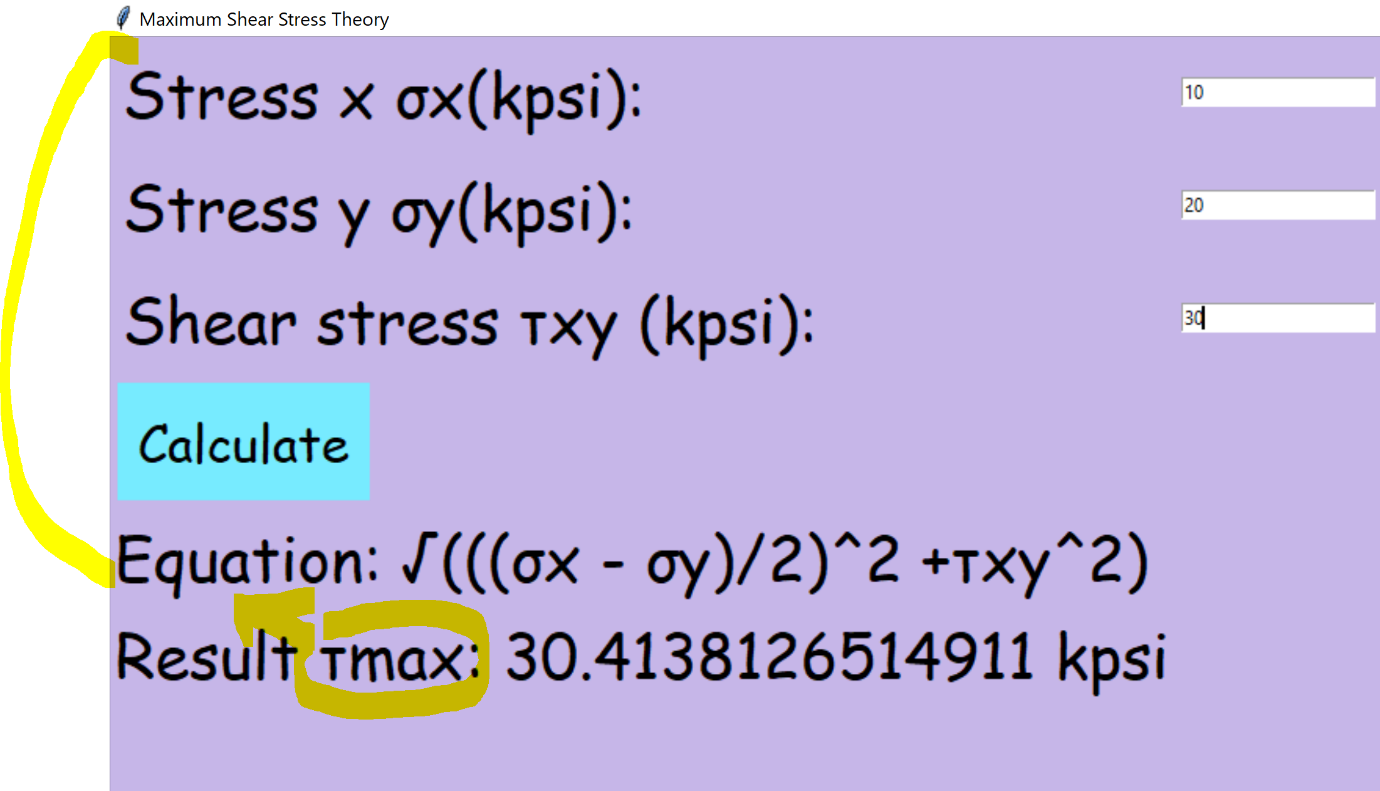 Maximum Shear Stress Theory
Stress x σx(kpsi): 10
Stress y σy(kpsi): 20
Shear stress τxy (kpsi): 30
Calculate
Equation: √(((σx - σy)/2)^2 +τxy^2)
Result τmax: 30.4138126514911 kpsi